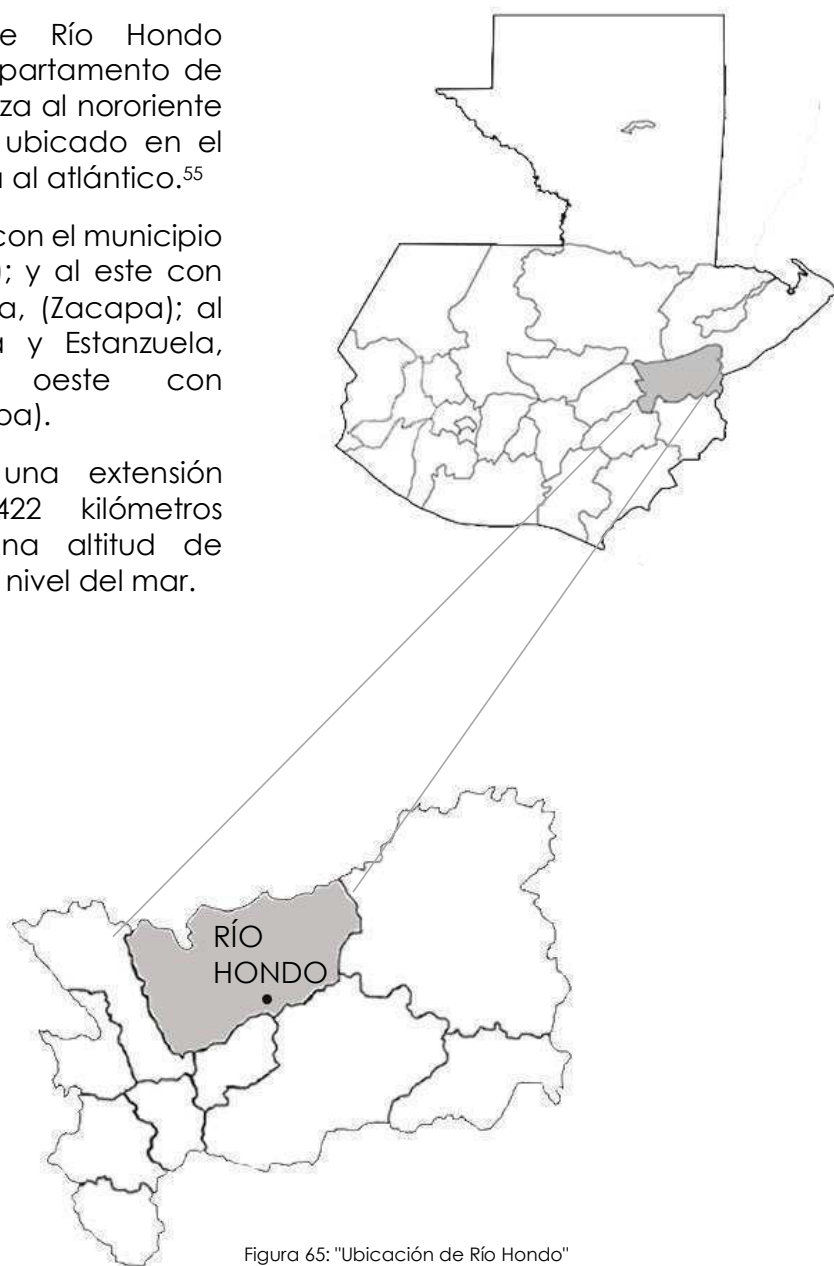 e Río Hondo
partamento de
za al nororiente
ubicado en el
a al atlántico.⁵⁵
con el municipio
); y al este con
a, (Zacapa); al
a y Estanzuela,
oeste con
pa).
una extensión
422 kilómetros
na altitud de
nivel del mar.
RÍO
HONDO
Figura 65: "Ubicación de Río Hondo"